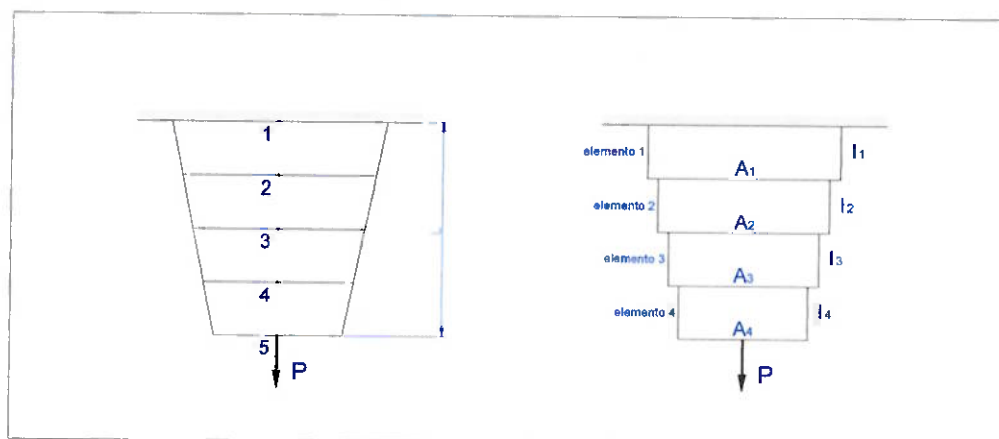 1
2
3
4
5
P
elemento 1
A1
l1
elemento 2
A2
l2
elemento 3
A3
l3
elemento 4
A4
l4
P